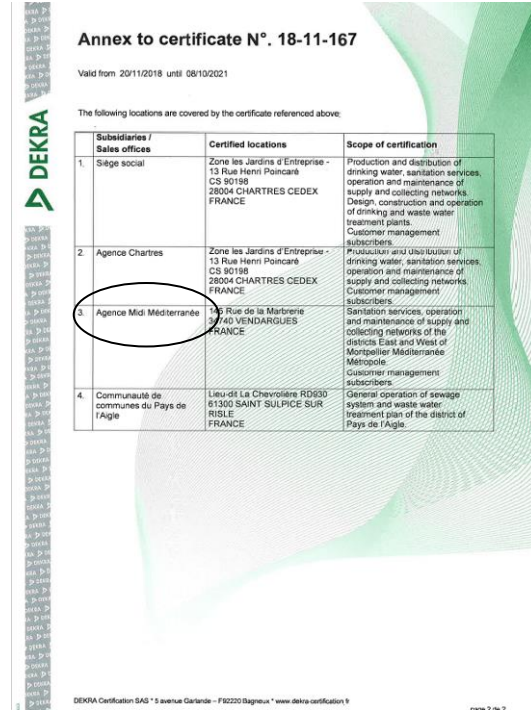 Annex to certificate N°. 18-11-167
Valid from 20/11/2018 until 08/10/2021
DEKRA
The following locations are covered by the certificate referenced above:
Subsidiaries /
Sales offices
Certified locations
Scope of certification
1.
Siège social
Zone les Jardins d'Entreprise -
13 Rue Henri Poincaré
CS 90198
28004 CHARTRES CEDEX
FRANCE
Production and distribution of
drinking water, sanitation services,
operation and maintenance of
supply and collecting networks.
Design, construction and operation
of drinking and waste water
treatment plants.
Customer management
subscribers.
2.
Agence Chartres
Zone les Jardins d'Entreprise -
13 Rue Henri Poincaré
CS 90198
28004 CHARTRES CEDEX
FRANCE
Production and distribution of
drinking water, sanitation services,
operation and maintenance of
supply and collecting networks.
Customer management
subscribers.
3.
Agence Midi Méditerranée
145 Rue de la Marbrerie
34740 VENDARGUES
FRANCE
Sanitation services, operation
and maintenance of supply and
collecting networks of the
districts East and West of
Montpellier Méditerranée
Métropole.
Customer management
subscribers.
4.
Communauté de
communes du Pays de
l'Aigle
Lieu-dit La Chevrolière RD930
61300 SAINT SULPICE SUR
RISLE
FRANCE
General operation of sewage
system and waste water
treatment plan of the district of
Pays de l'Aigle.
DEKRA Certification SAS * 5 avenue Garlande – F92220 Bagneux * www.dekra-certification.fr
page 2 de 2